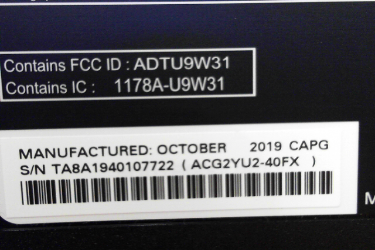 Contains FCC ID : ADTU9W31
Contains IC : 1178A-U9W31
MANUFACTURED: OCTOBER 2019 CAPG
S/N TA8A1940107722 ( ACG2YU2-40FX )